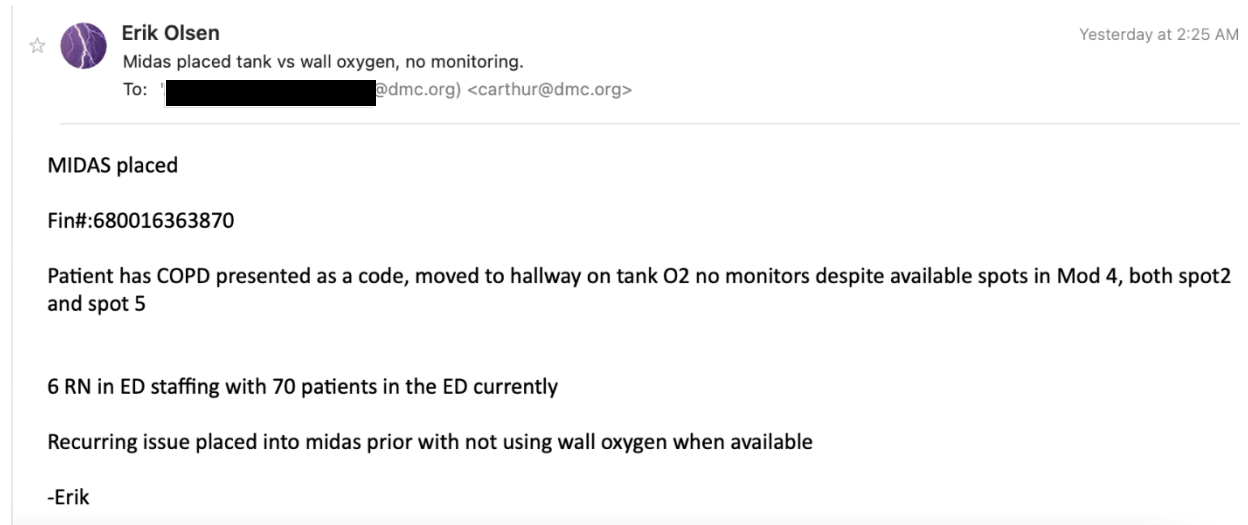 Erik Olsen
Yesterday at 2:25 AM
Midas placed tank vs wall oxygen, no monitoring.
To: ' @dmc.org) <carthur@dmc.org>
MIDAS placed
Fin#:680016363870
Patient has COPD presented as a code, moved to hallway on tank O2 no monitors despite available spots in Mod 4, both spot2
and spot 5
6 RN in ED staffing with 70 patients in the ED currently
Recurring issue placed into midas prior with not using wall oxygen when available
-Erik